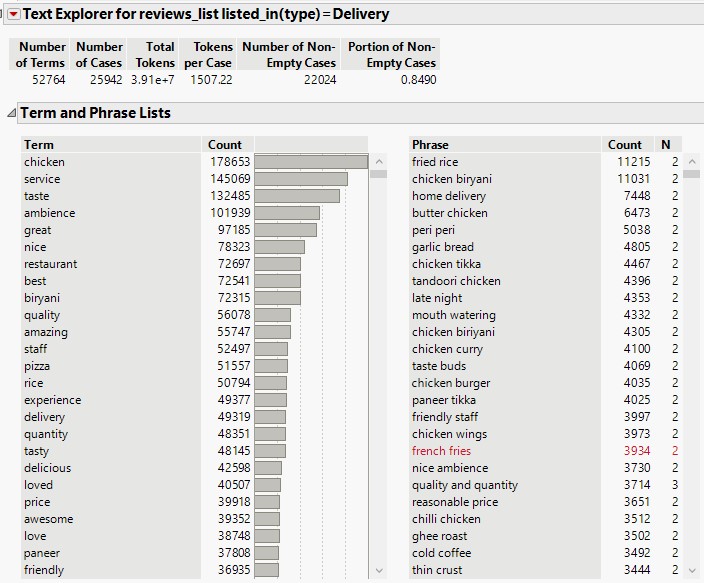 Text Explorer for reviews_list listed_in(type)=Delivery
Number of Terms Number of Cases Total Tokens Tokens per Case Number of Non-Empty Cases Portion of Non-Empty Cases
52764 25942 3.91e+7 1507.22 22024 0.8490
Term and Phrase Lists
Term Count Phrase Count N
chicken 178653 fried rice 11215 2
service 145069 chicken biryani 11031 2
taste 132485 home delivery 7448 2
ambience 101939 butter chicken 6473 2
great 97185 peri peri 5038 2
nice 78323 garlic bread 4805 2
restaurant 72697 chicken tikka 4467 2
best 72541 tandoori chicken 4396 2
biryani 72315 late night 4353 2
quality 56078 mouth watering 4332 2
amazing 55747 chicken biriyani 4305 2
staff 52497 chicken curry 4100 2
pizza 51557 taste buds 4069 2
rice 50794 chicken burger 4035 2
experience 49377 paneer tikka 4025 2
delivery 49319 friendly staff 3997 2
quantity 48351 chicken wings 3973 2
tasty 48145 french fries 3934 2
delicious 42598 nice ambience 3730 2
loved 40507 quality and quantity 3714 3
price 39918 reasonable price 3651 2
awesome 39352 chilli chicken 3512 2
love 38748 ghee roast 3502 2
paneer 37808 cold coffee 3492 2
friendly 36935 thin crust 3444 2